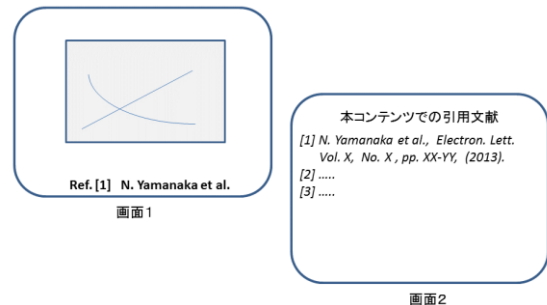 Ref. [1] N. Yamanaka et al.
画面1
本コンテンツでの引用文献
[1] N. Yamanaka et al., Electron. Lett.
Vol. X, No. X , pp. XX-YY, (2013).
[2] .....
[3] .....
画面2